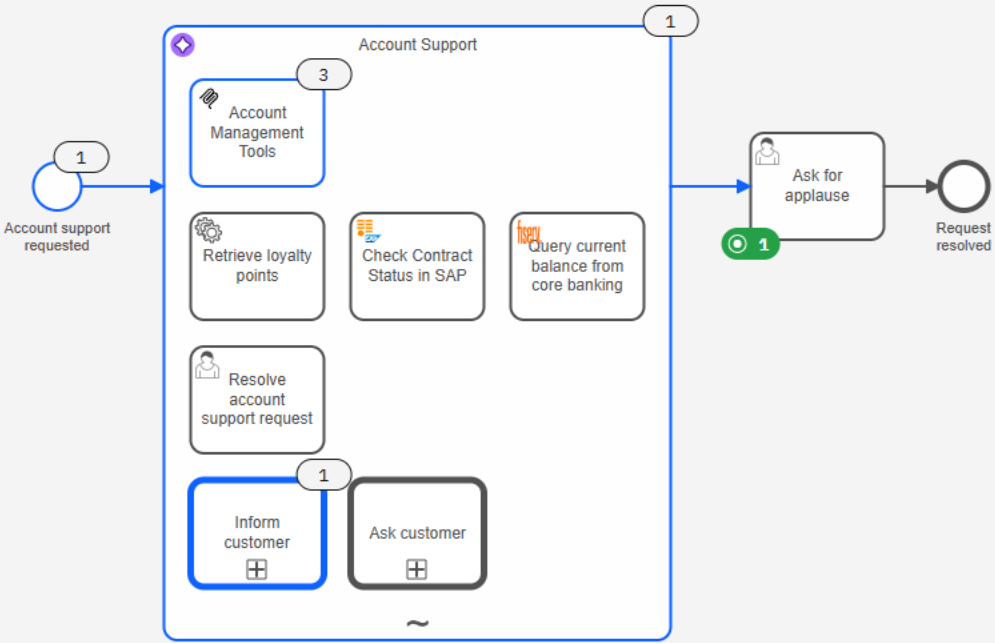 1
Account Support
3
Account
Management
Tools
1
Account support
requested
Retrieve loyalty
points
SAP
Check Contract
Status in SAP
fiserv.
Query current
balance from
core banking
Resolve
account
support request
1
Inform
customer
Ask customer
Ask for
applause
1
Request
resolved